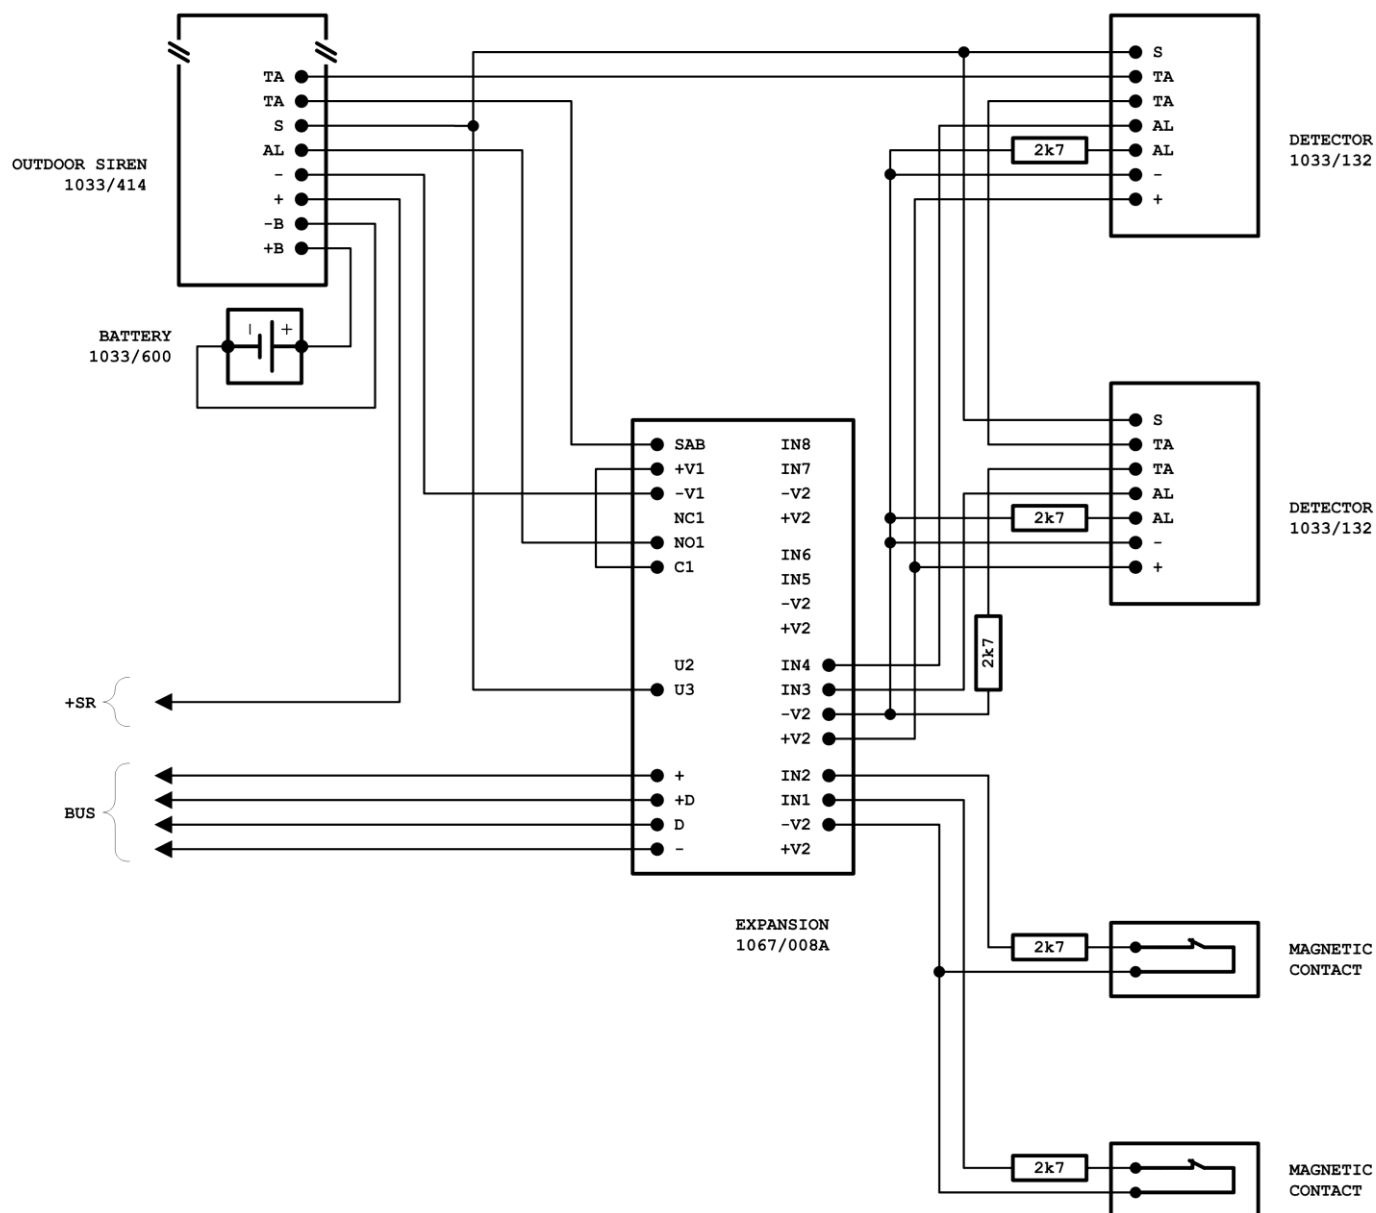 TA
TA
S
AL
-
+
-B
+B
OUTDOOR SIREN
1033/414
BATTERY
1033/600
- +
S
TA
TA
AL
AL
-
+
2k7
DETECTOR
1033/132
S
TA
TA
AL
AL
-
+
2k7
DETECTOR
1033/132
2k7
SAB
+V1
-V1
NC1
NO1
C1
U2
U3
+
+D
D
-
IN8
IN7
-V2
+V2
IN6
IN5
-V2
+V2
IN4
IN3
-V2
+V2
IN2
IN1
-V2
+V2
+SR
BUS
EXPANSION
1067/008A
2k7
MAGNETIC
CONTACT
2k7
MAGNETIC
CONTACT